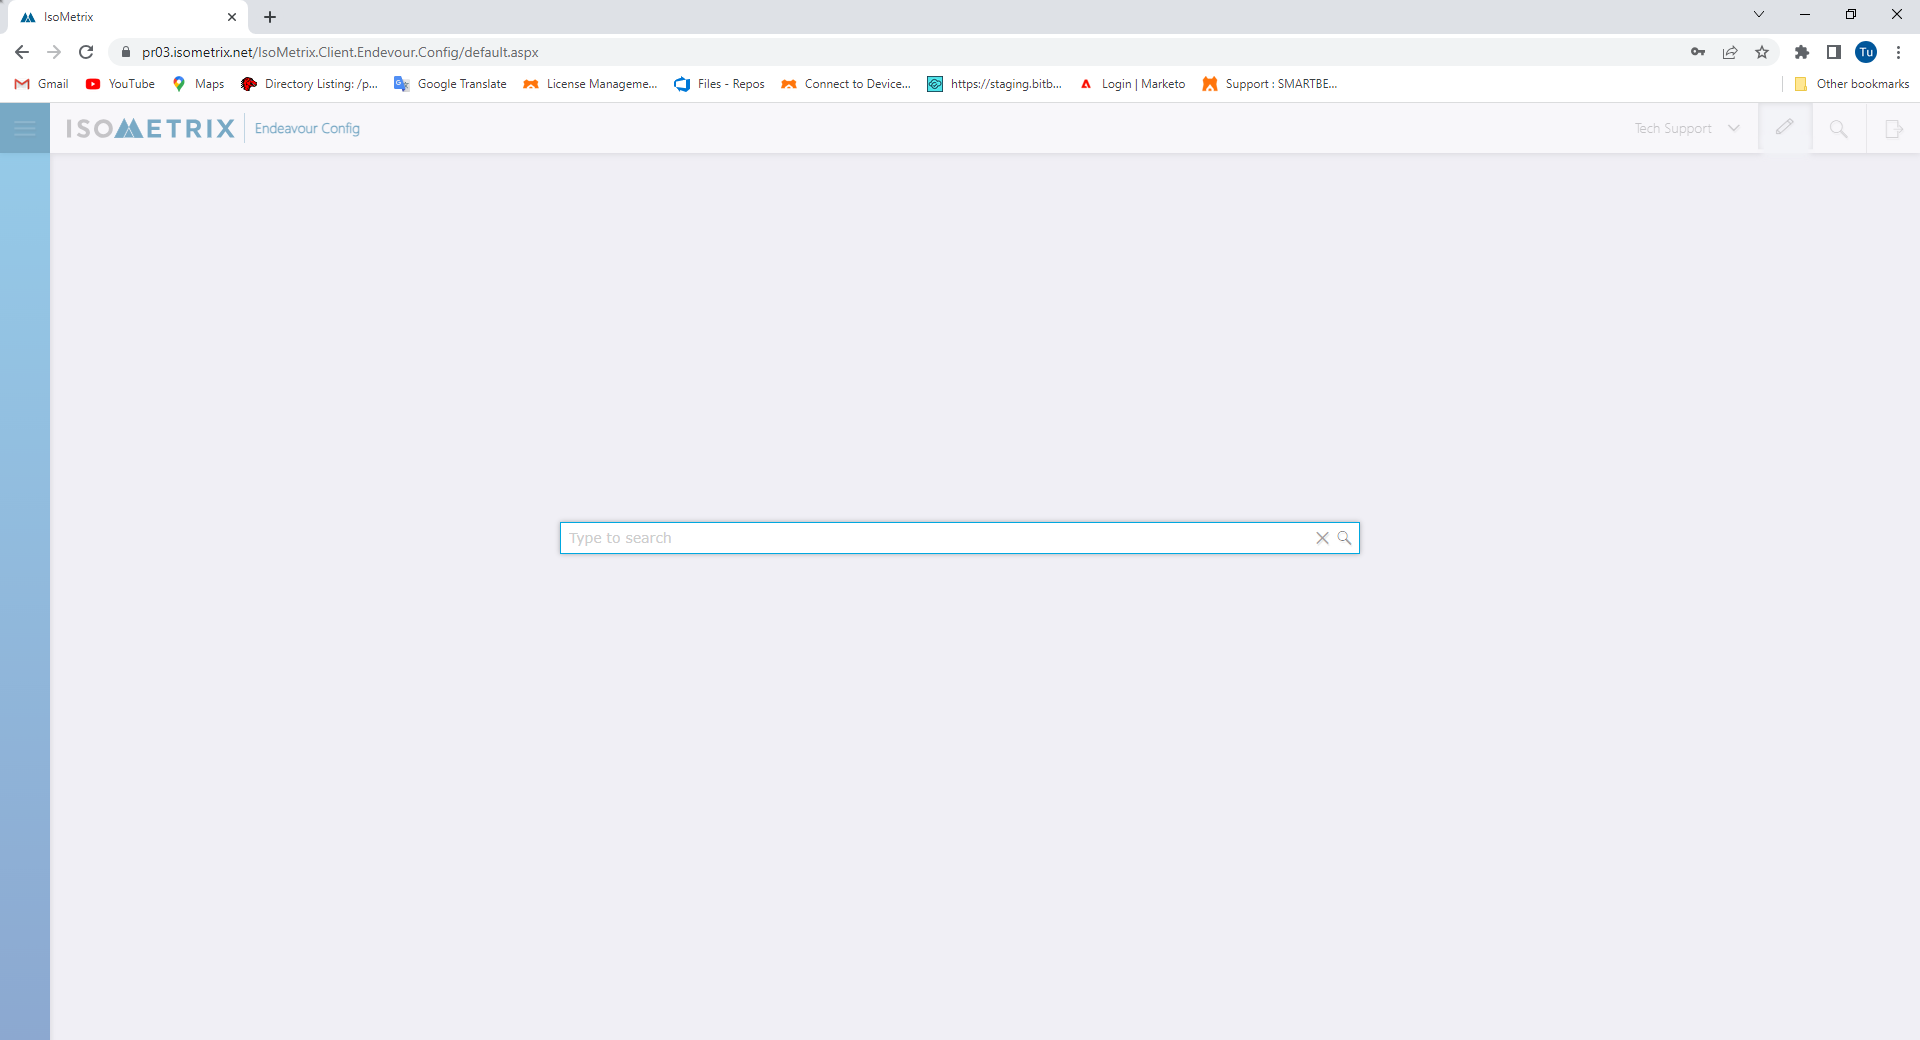 IsoMetrix
pr03.isometrix.net/IsoMetrix.Client.Endevour.Config/default.aspx
Tu
Gmail
YouTube
Maps
Directory Listing: /p...
Google Translate
License Manageme...
Files - Repos
Connect to Device...
https://staging.bitb...
Login | Marketo
Support : SMARTBE...
Other bookmarks
ISOMETRIX
Endeavour Config
Tech Support
Type to search